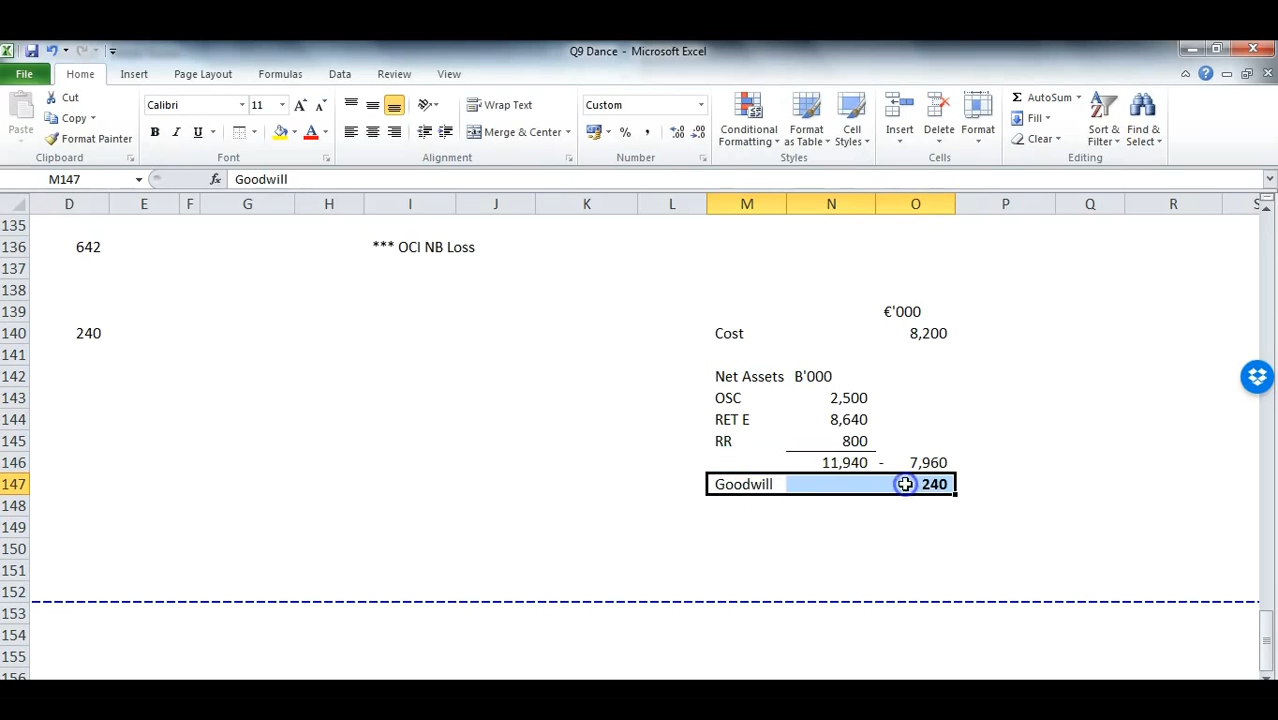 Q9 Dance - Microsoft Excel
File Home Insert Page Layout Formulas Data Review View
Paste
Cut
Copy
Format Painter
Clipboard
Calibri 11 A A
B I U A
Font
Wrap Text
Merge & Center
Alignment
Custom
% ,
Number
Conditional Formatting
Format as Table
Cell Styles
Styles
Insert Delete Format
Cells
Σ AutoSum
Fill
Clear
Sort & Filter
Find & Select
Editing
M147 fx Goodwill
D E F G H I J K L M N O P Q R S
135
136 642 *** OCI NB Loss
137
138
139 €'000
140 240 Cost 8,200
141
142 Net Assets B'000
143 OSC 2,500
144 RET E 8,640
145 RR 800
146 11,940 - 7,960
147 Goodwill 240
148
149
150
151
152
153
154
155
156